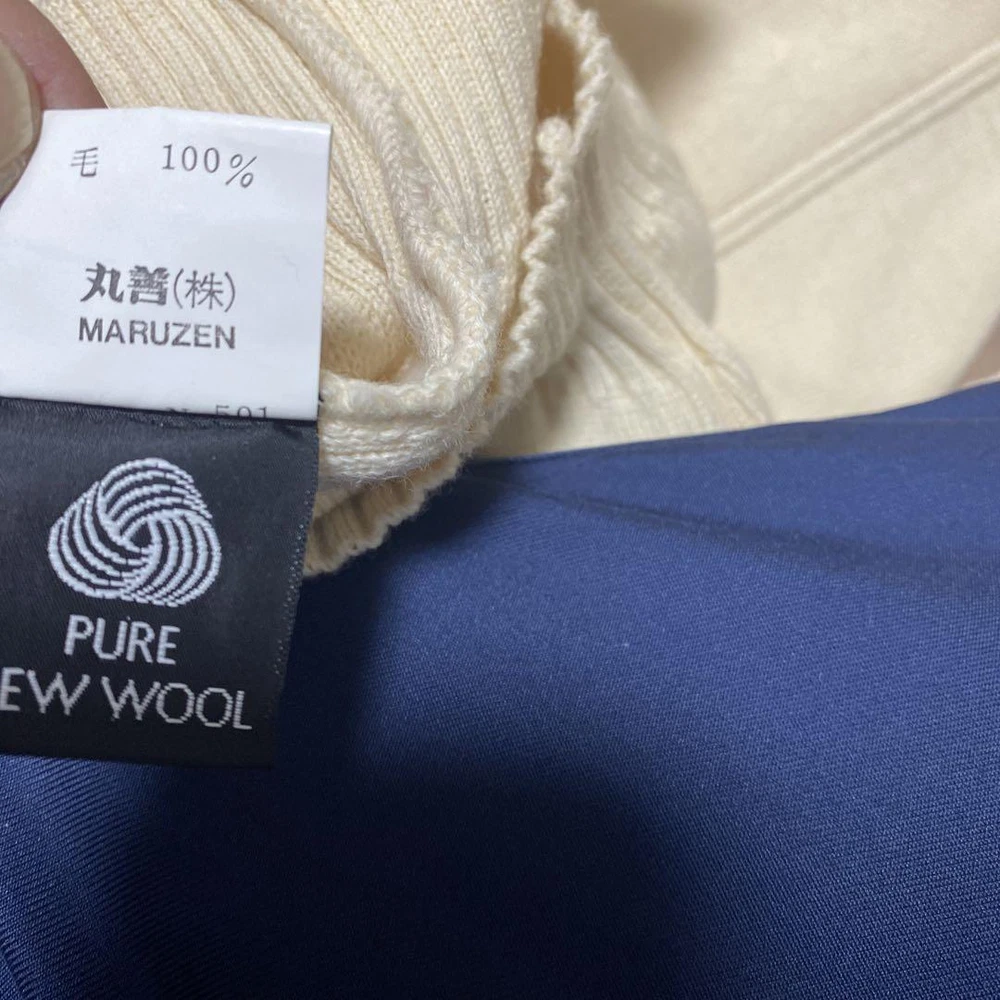 毛 100%
丸善(株)
MARUZEN
PURE
EW WOOL